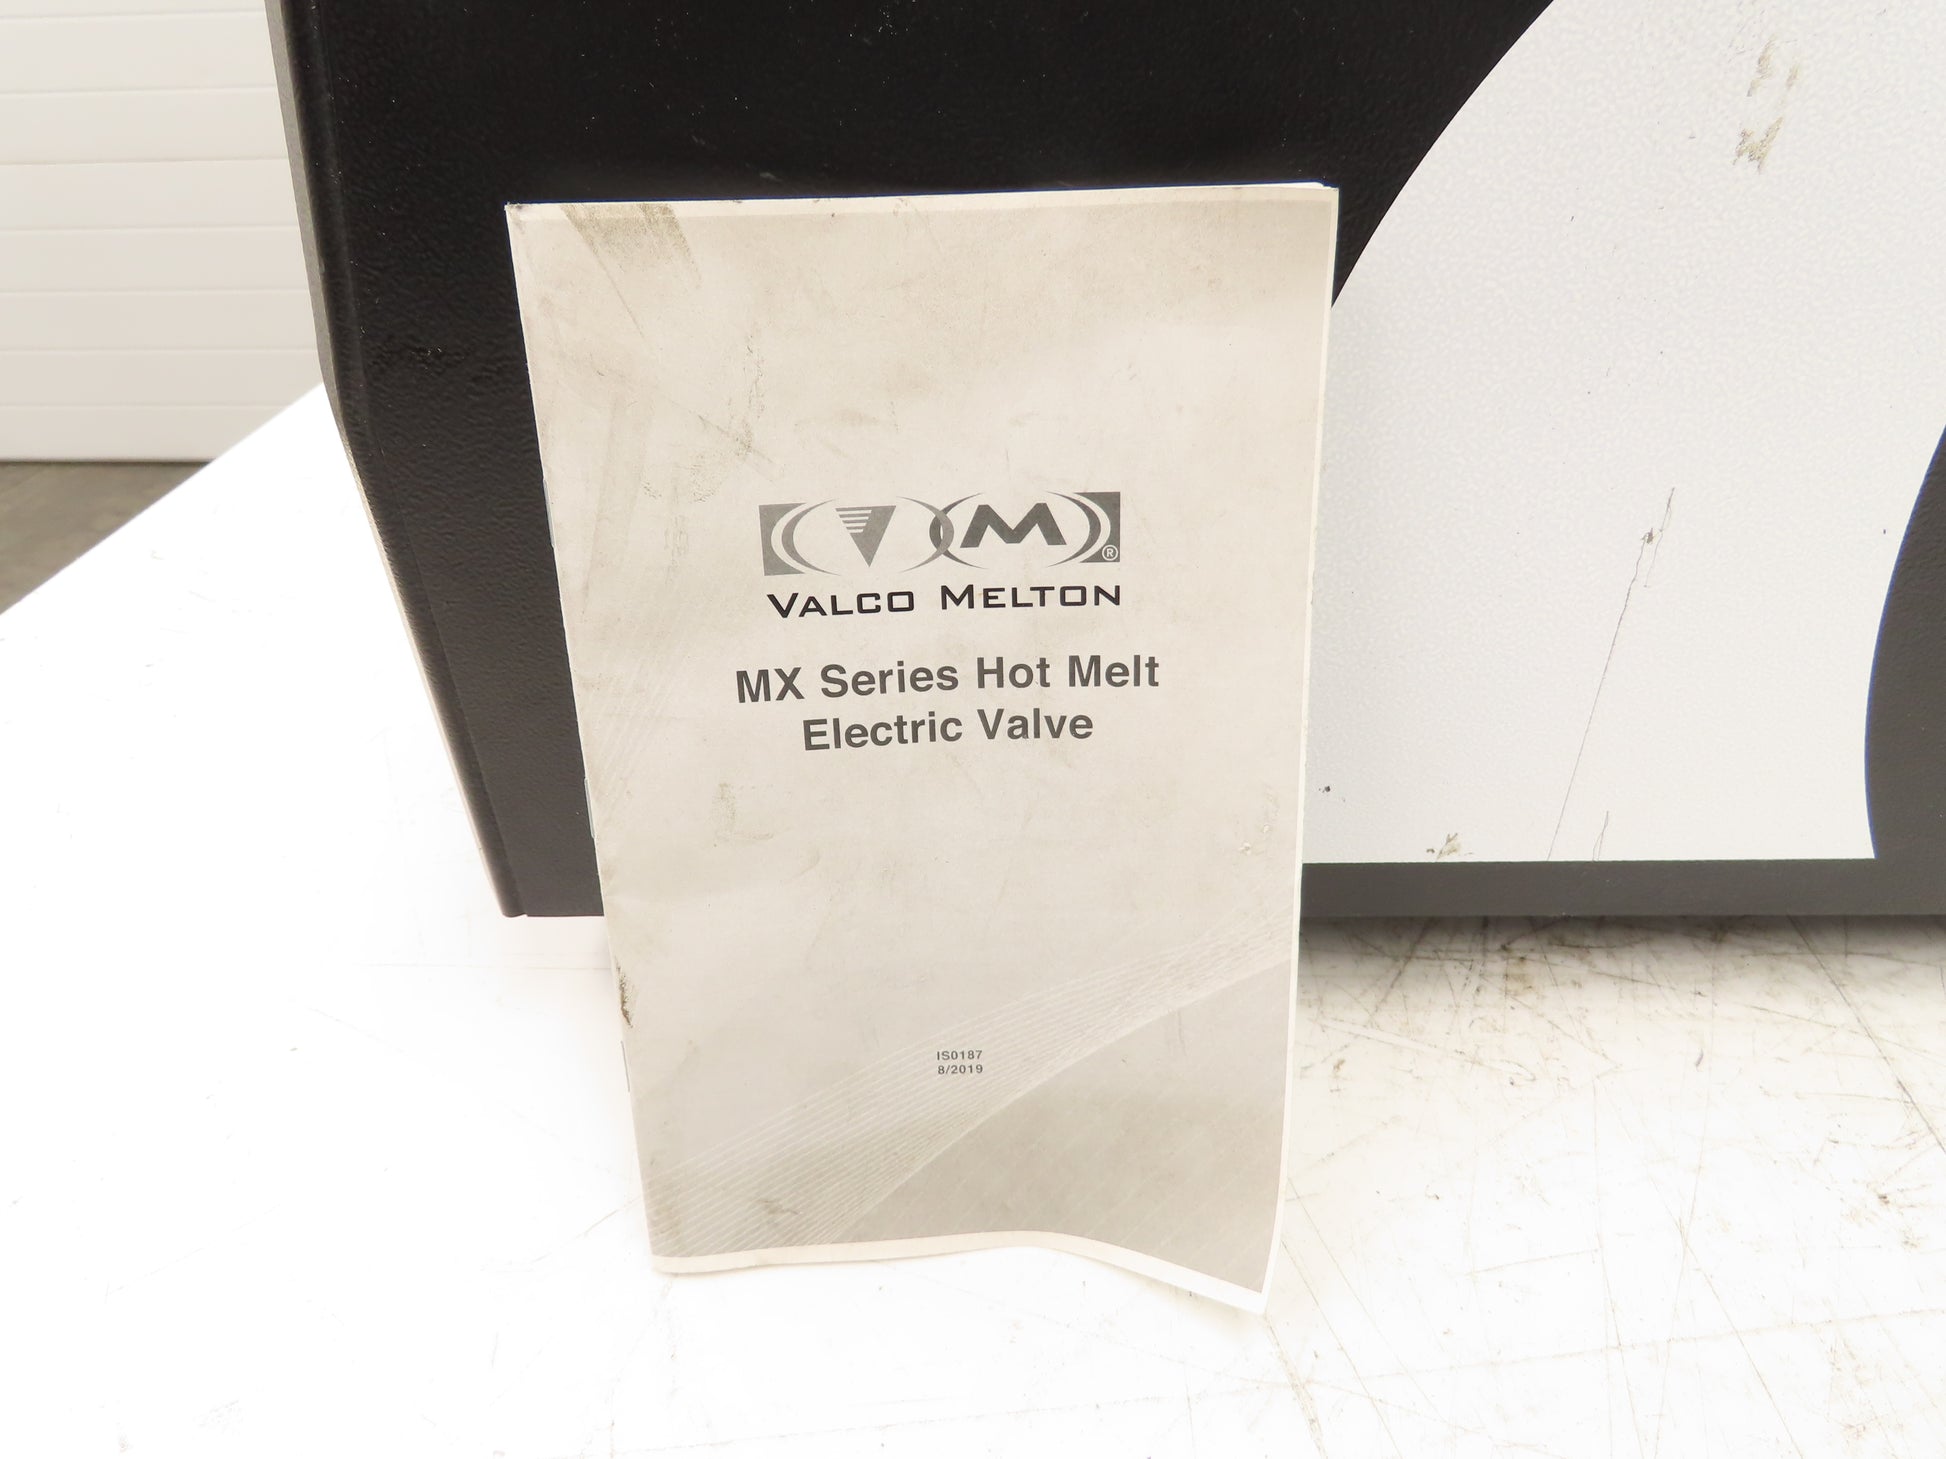 M®
VALCO MELTON
MX Series Hot Melt
Electric Valve
IS0187
8/2019